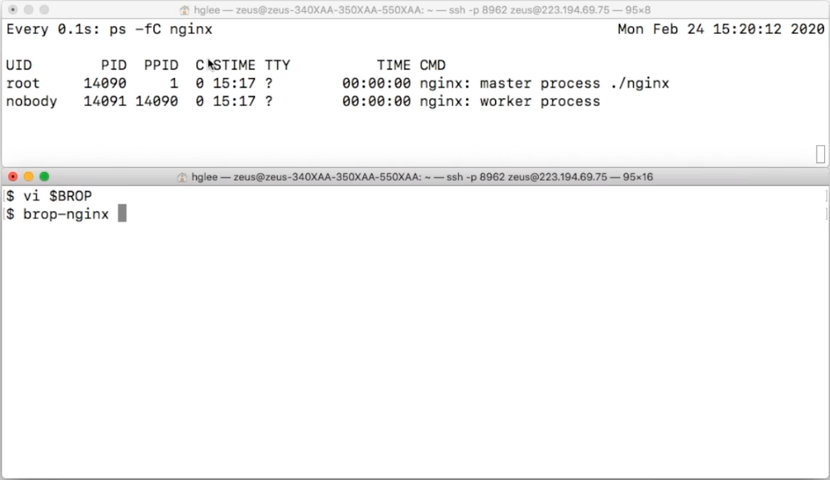 hglee — zeus@zeus-340XAA-350XAA-550XAA: ~ — ssh -p 8962 zeus@223.194.69.75 — 95×8
Every 0.1s: ps -fC nginx Mon Feb 24 15:20:12 2020
UID PID PPID C STIME TTY TIME CMD
root 14090 1 0 15:17 ? 00:00:00 nginx: master process ./nginx
nobody 14091 14090 0 15:17 ? 00:00:00 nginx: worker process
hglee — zeus@zeus-340XAA-350XAA-550XAA: ~ — ssh -p 8962 zeus@223.194.69.75 — 95×16
$ vi $BROP
$ brop-nginx